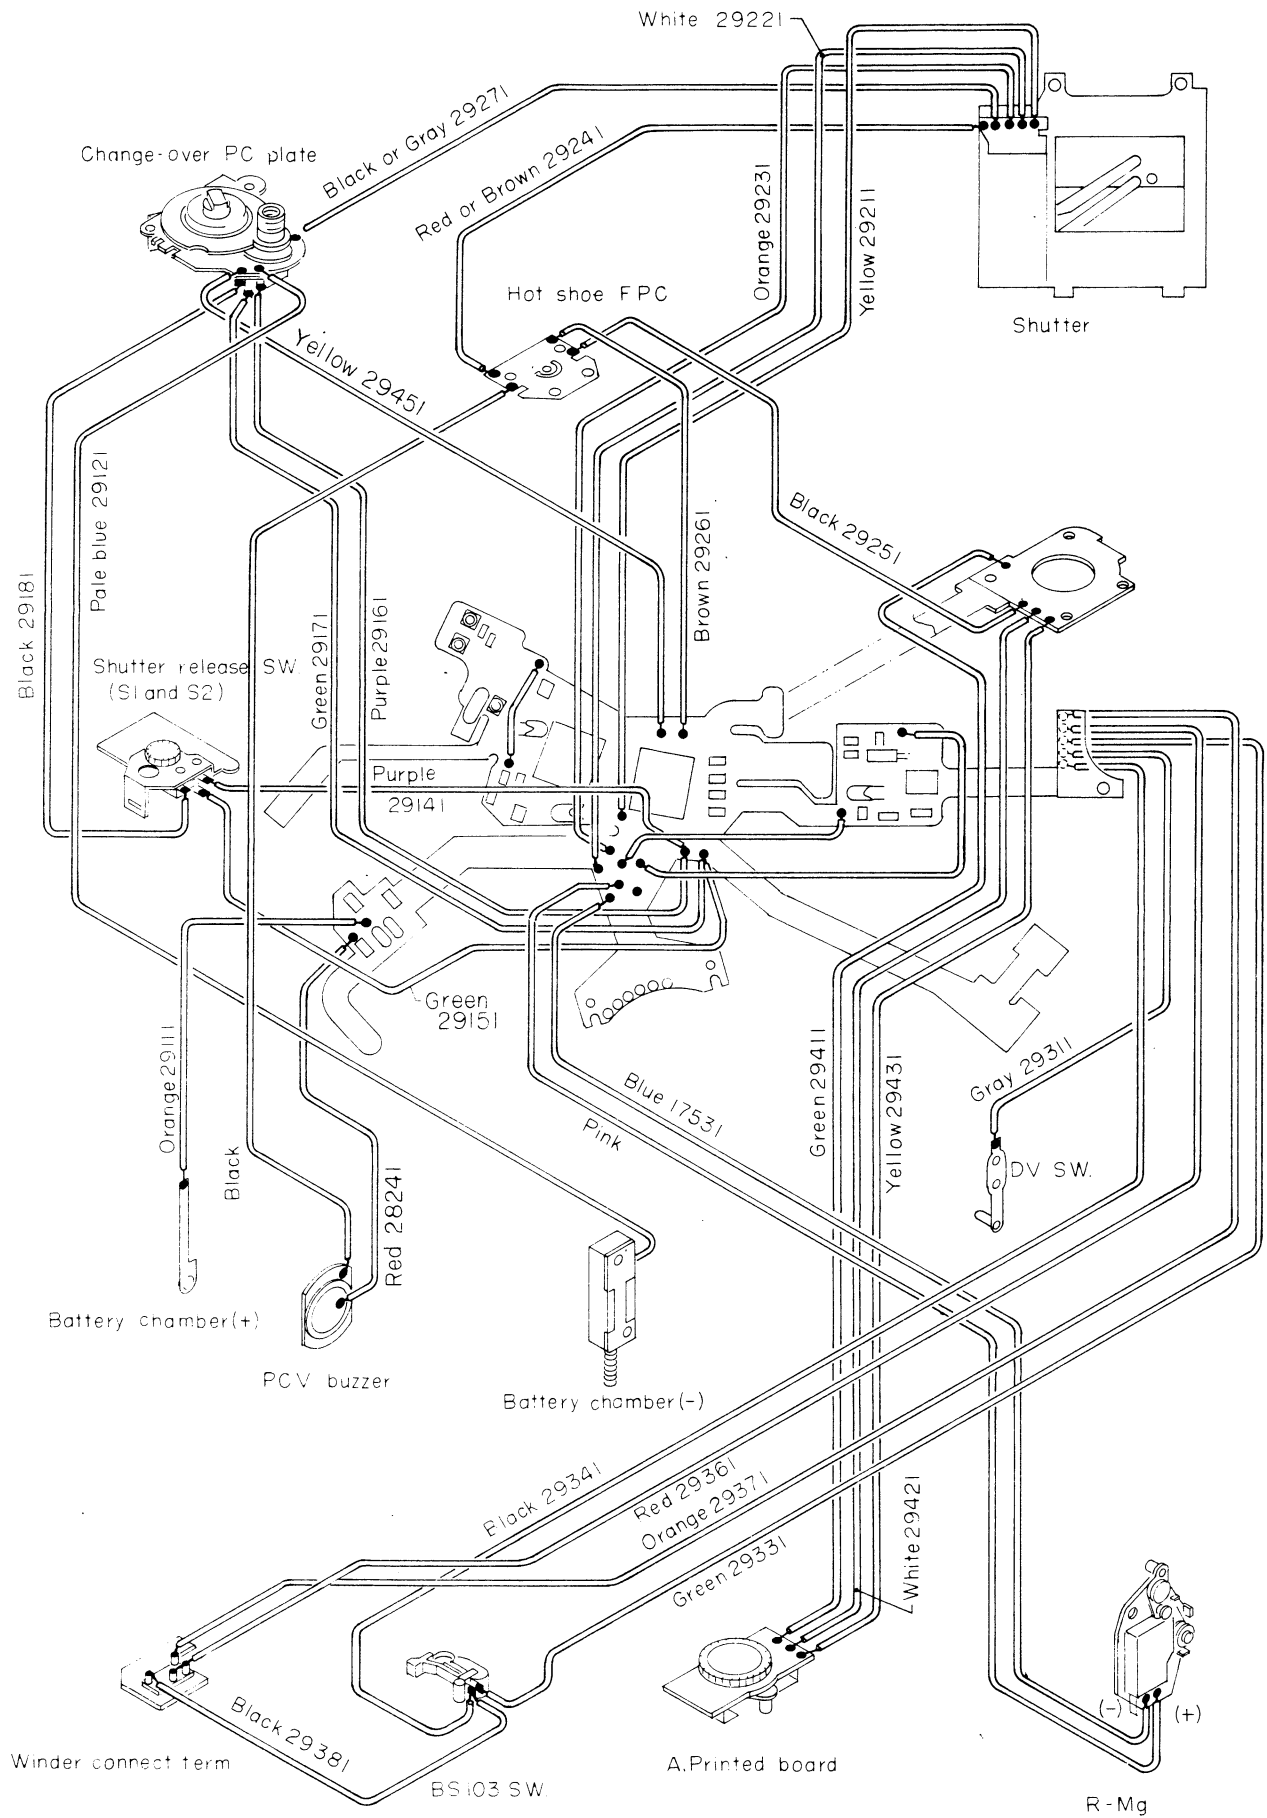 White 29221
Black or Gray 29271
Change-over PC plate
Red or Brown 29241
Orange 29231
Yellow 29211
Hot shoe FPC
Shutter
Yellow 29451
Pale blue 29121
Black 29251
Brown 29261
Black 29181
Green 29171
Purple 29161
Shutter release SW.
(S1 and S2)
Purple
29141
Green
29151
Orange 29111
Blue 17531
Pink
Green 29411
Yellow 29431
Gray 29311
DV SW.
Black
Red 28241
Battery chamber (+)
PCV buzzer
Battery chamber (-)
Black 29341
Red 29361
Orange 29371
Green 29331
White 29421
Black 29381
(-)
(+)
Winder connect term
BS103 SW.
A.Printed board
R-Mg